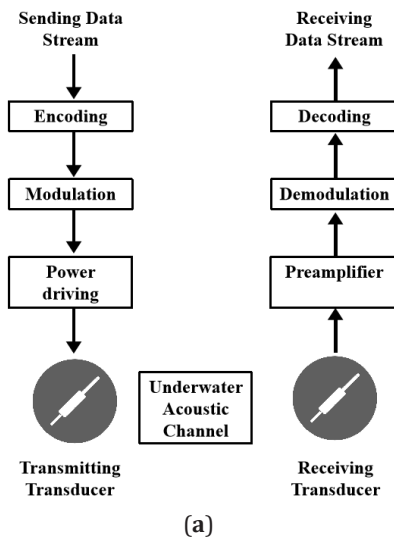 Sending Data
Stream
Encoding
Modulation
Power
driving
Transmitting
Transducer
Underwater
Acoustic
Channel
Receiving
Data Stream
Decoding
Demodulation
Preamplifier
Receiving
Transducer
(a)